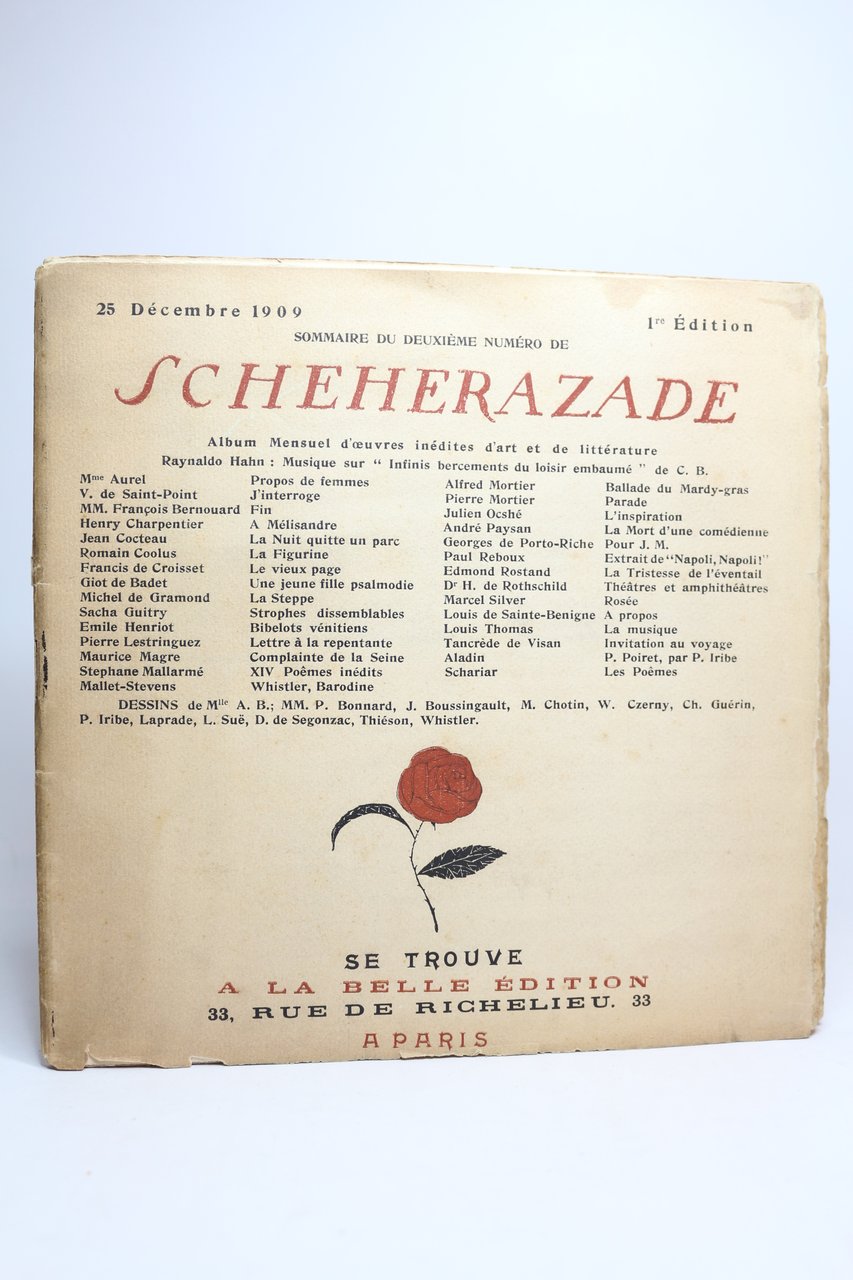 25 Décembre 1909
1re Édition
SOMMAIRE DU DEUXIÈME NUMÉRO DE
SCHEHERAZADE
Album Mensuel d'œuvres inédites d'art et de littérature
Raynaldo Hahn : Musique sur “ Infinis bercements du loisir embaumé ” de C. B.
Mme Aurel Propos de femmes
V. de Saint-Point J'interroge
MM. François Bernouard Fin
Henry Charpentier A Mélisandre
Jean Cocteau La Nuit quitte un parc
Romain Coolus La Figurine
Francis de Croisset Le vieux page
Giot de Badet Une jeune fille psalmodie
Michel de Gramond La Steppe
Sacha Guitry Strophes dissemblables
Emile Henriot Bibelots vénitiens
Pierre Lestringuez Lettre à la repentante
Maurice Magre Complainte de la Seine
Stephane Mallarmé XIV Poêmes inédits
Mallet-Stevens Whistler, Barodine
Alfred Mortier Ballade du Mardy-gras
Pierre Mortier Parade
Julien Ocshé L'inspiration
André Paysan La Mort d'une comédienne
Georges de Porto-Riche Pour J. M.
Paul Reboux Extrait de “Napoli, Napoli!”
Edmond Rostand La Tristesse de l'éventail
Dr H. de Rothschild Théâtres et amphithéâtres
Marcel Silver Rosée
Louis de Sainte-Benigne A propos
Louis Thomas La musique
Tancrède de Visan Invitation au voyage
Aladin P. Poiret, par P. Iribe
Schariar Les Poêmes
DESSINS de Mlle A. B.; MM. P. Bonnard, J. Boussingault, M. Chotin, W. Czerny, Ch. Guérin,
P. Iribe, Laprade, L. Suë, D. de Segonzac, Thiéson, Whistler.
SE TROUVE
A LA BELLE ÉDITION
33, RUE DE RICHELIEU. 33
A PARIS